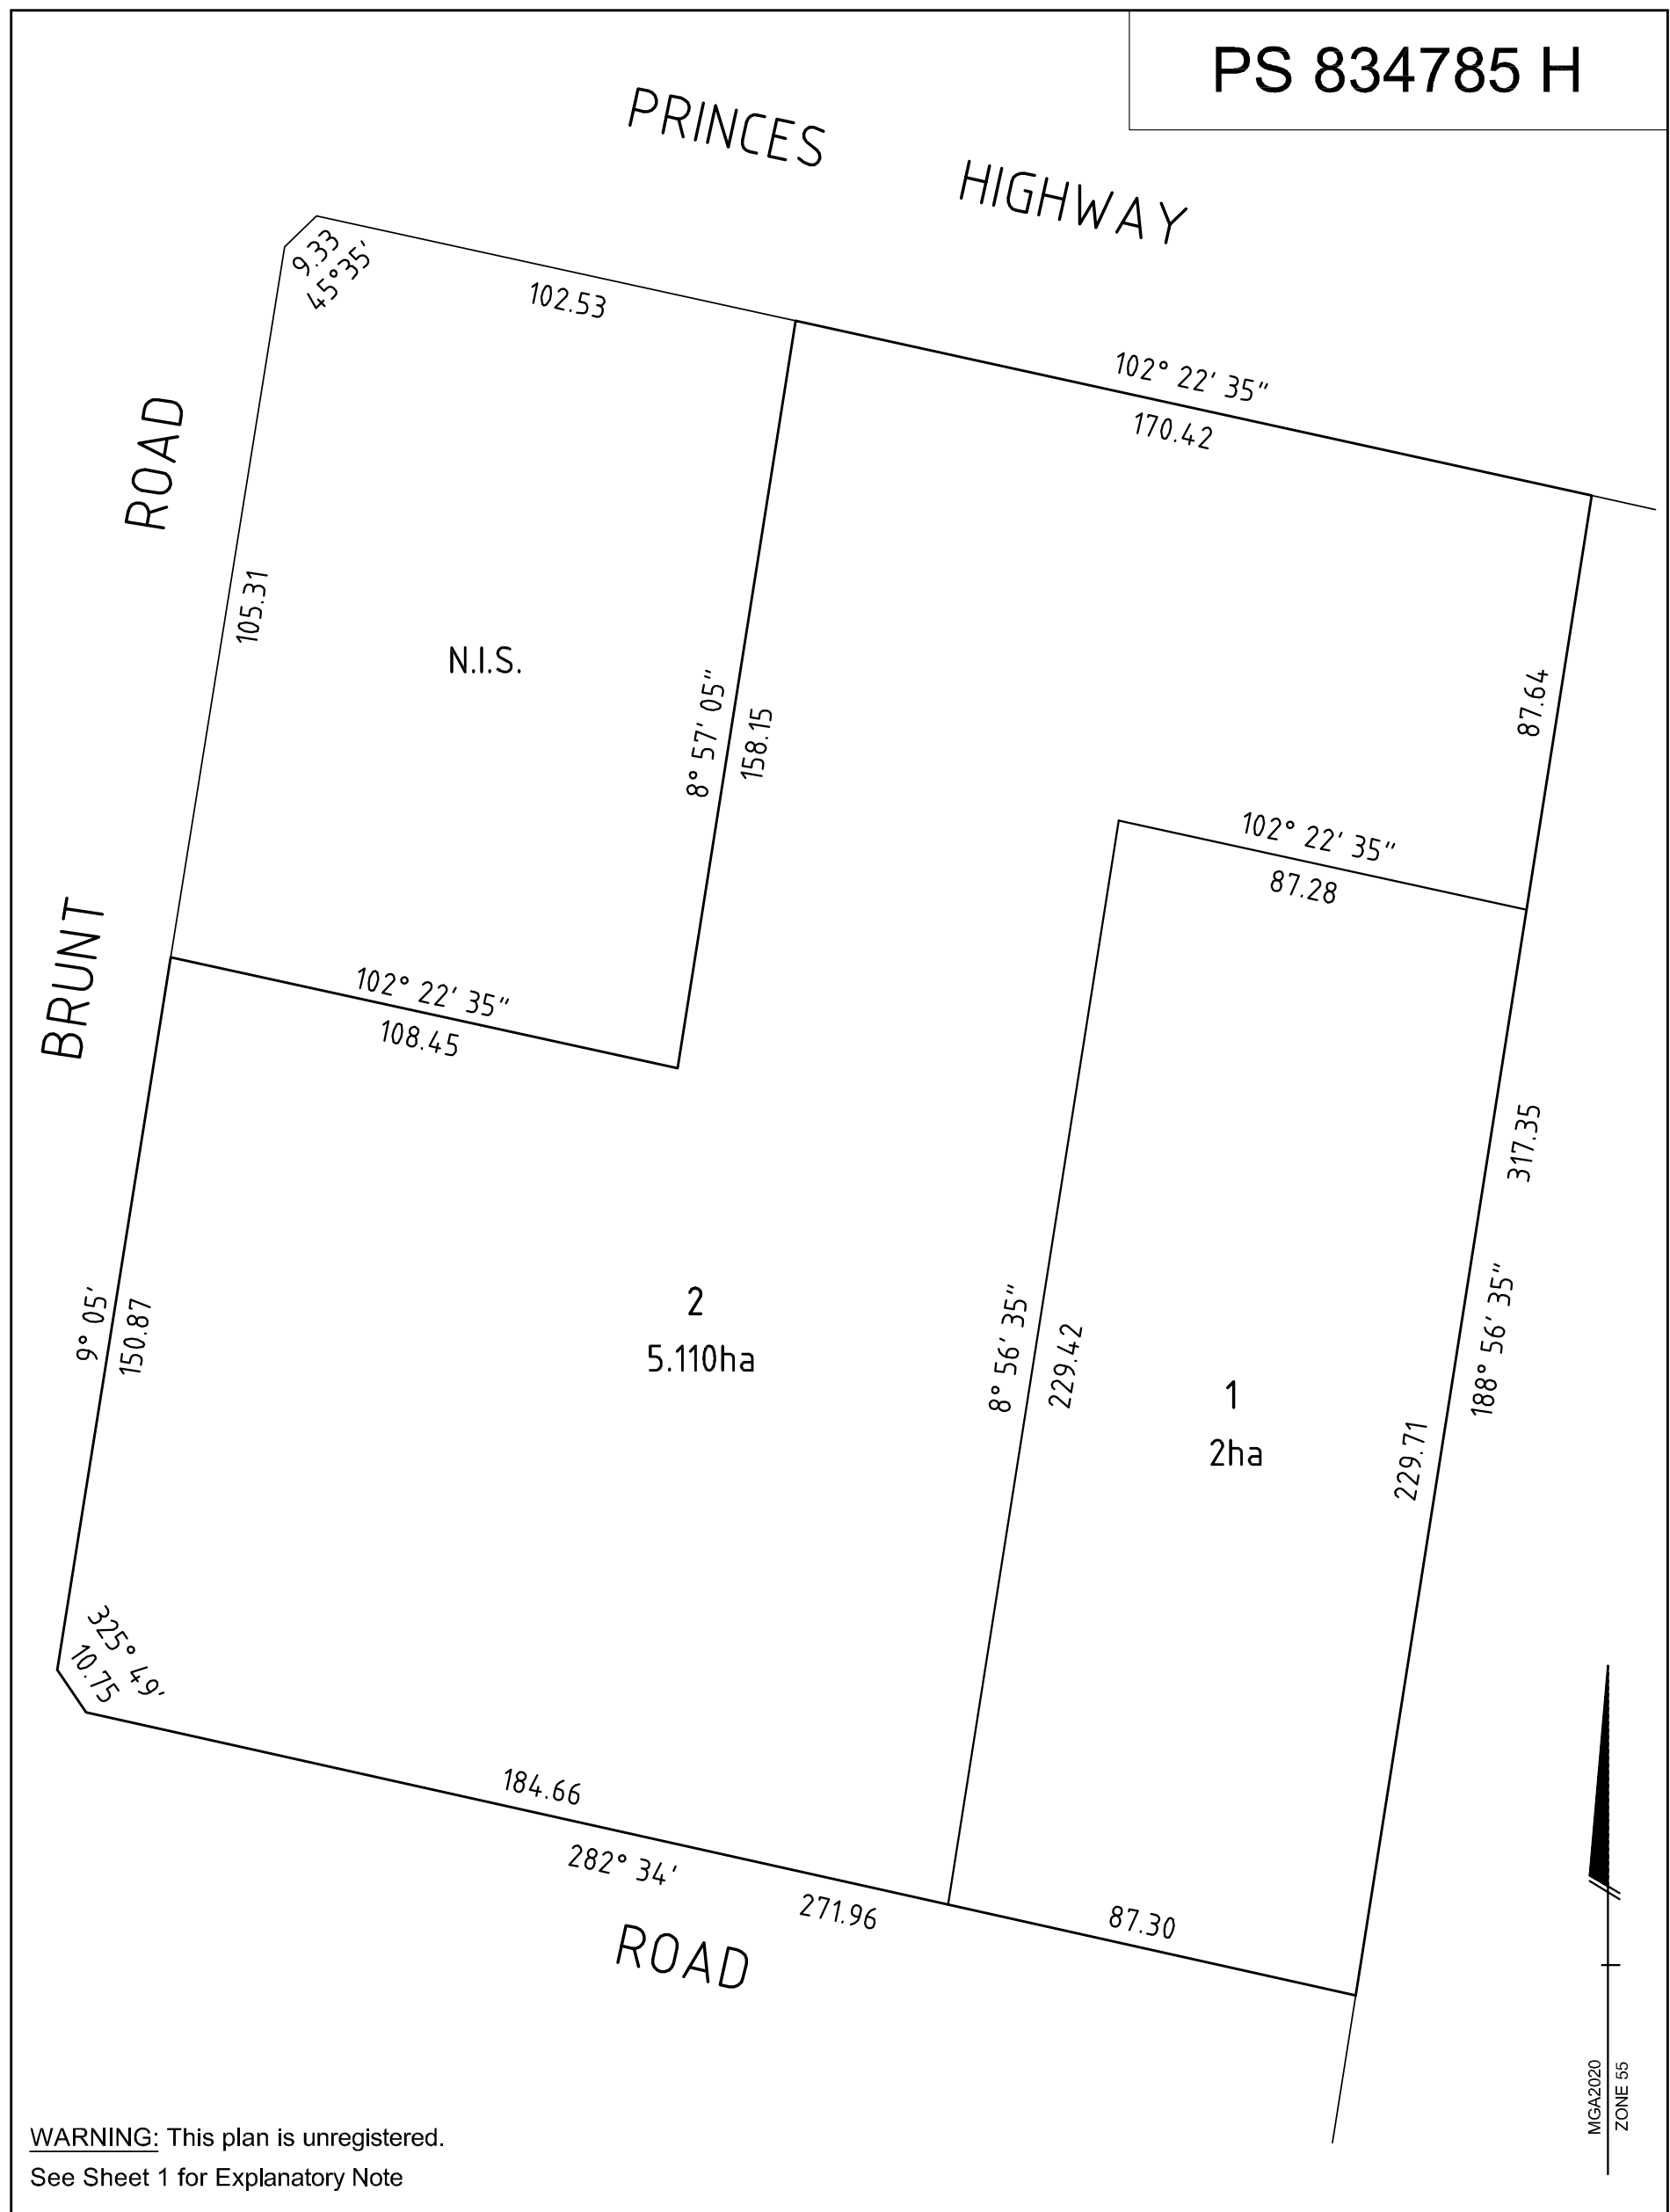 PS 834785 H
PRINCES HIGHWAY
9.33
45°35'
102.53
102° 22' 35"
170.42
ROAD
105.31
N.I.S.
8° 57' 05"
158.15
87.64
102° 22' 35"
87.28
BRUNT
102° 22' 35"
108.45
317.35
9° 05'
150.87
2
5.110ha
8° 56' 35"
229.42
1
2ha
188° 56' 35"
229.71
325° 49'
10.75
184.66
282° 34'
271.96
87.30
ROAD
MGA2020
ZONE 55
WARNING: This plan is unregistered.
See Sheet 1 for Explanatory Note